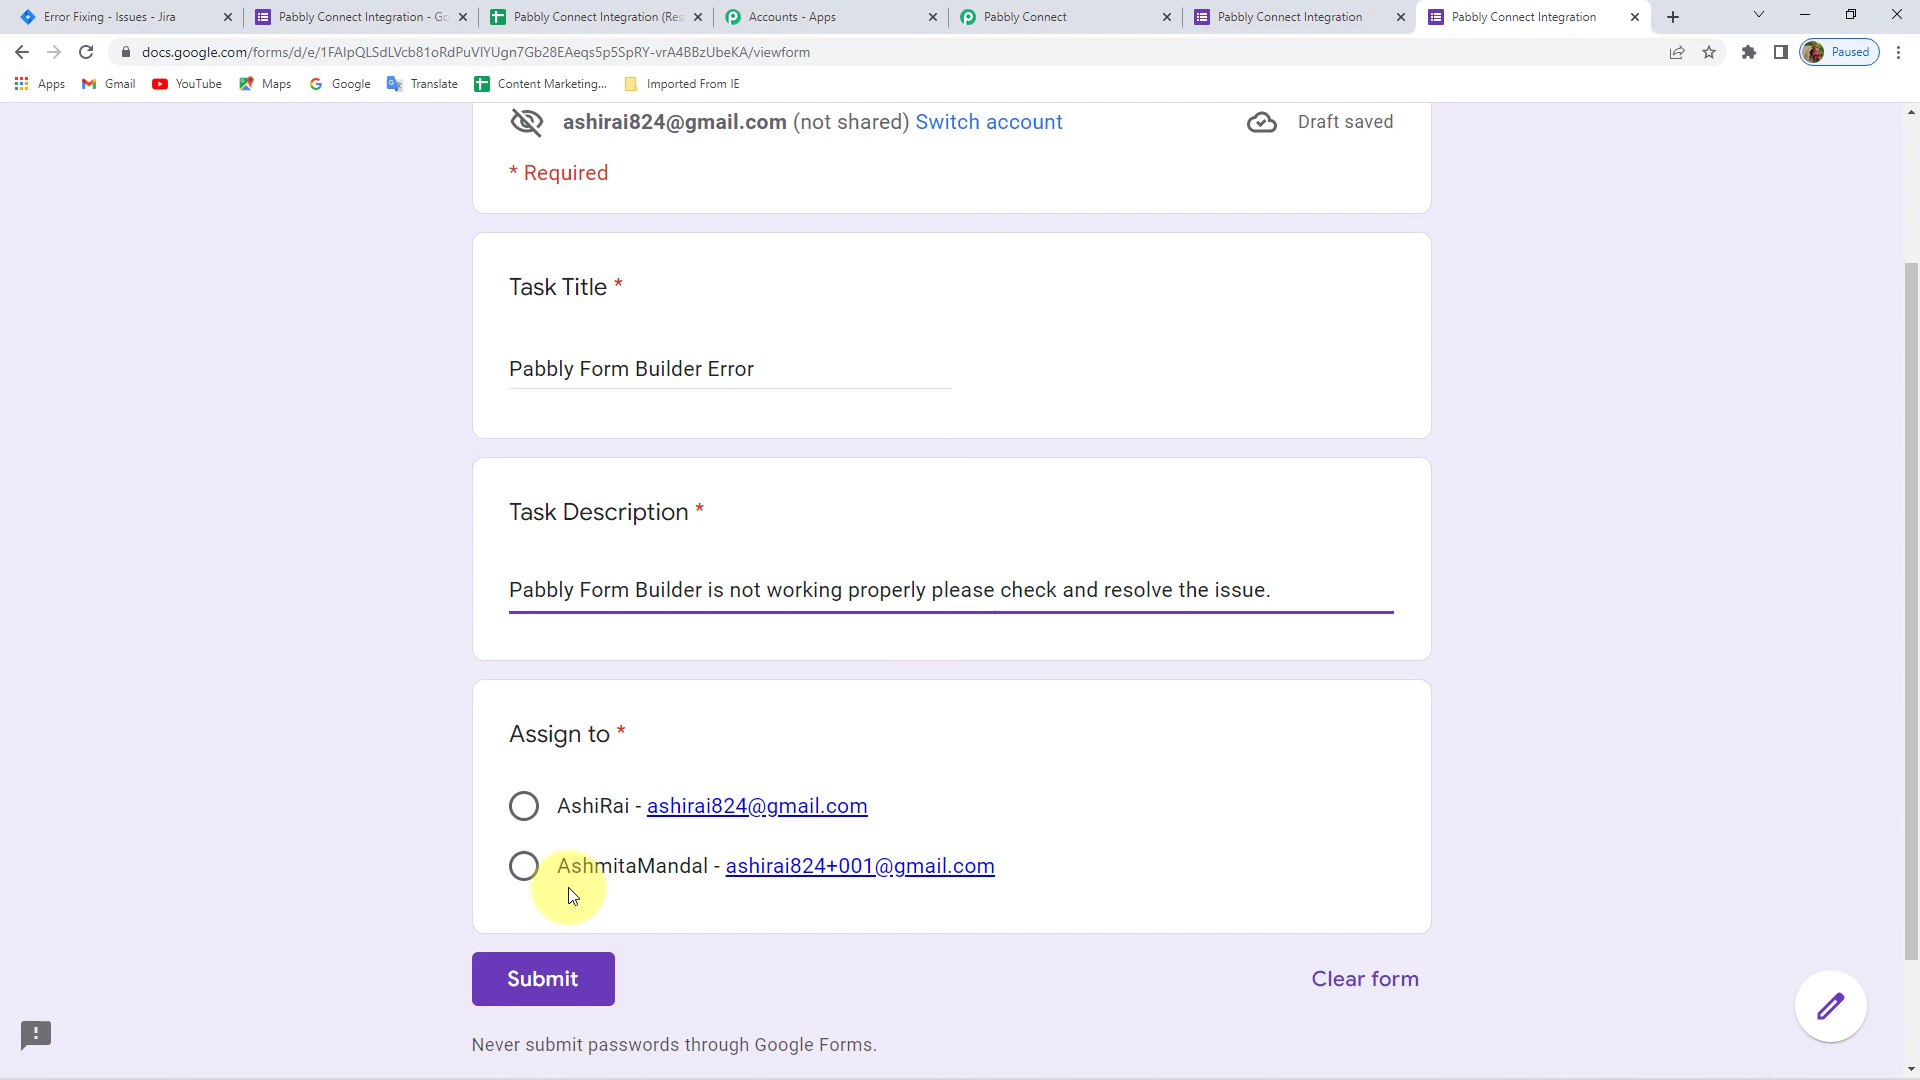 Error Fixing - Issues - Jira
Pabbly Connect Integration - Go
Pabbly Connect Integration (Res
Accounts - Apps
Pabbly Connect
Pabbly Connect Integration
Pabbly Connect Integration
docs.google.com/forms/d/e/1FAIpQLSdLVcb81oRdPuVlYUgn7Gb28EAeqs5p5SpRY-vrA4BBzUbeKA/viewform
Paused
Apps
Gmail
YouTube
Maps
Google
Translate
Content Marketing...
Imported From IE
ashirai824@gmail.com (not shared) Switch account
Draft saved
* Required
Task Title *
Pabbly Form Builder Error
Task Description *
Pabbly Form Builder is not working properly please check and resolve the issue.
Assign to *
AshiRai - ashirai824@gmail.com
AshmitaMandal - ashirai824+001@gmail.com
Submit
Clear form
Never submit passwords through Google Forms.